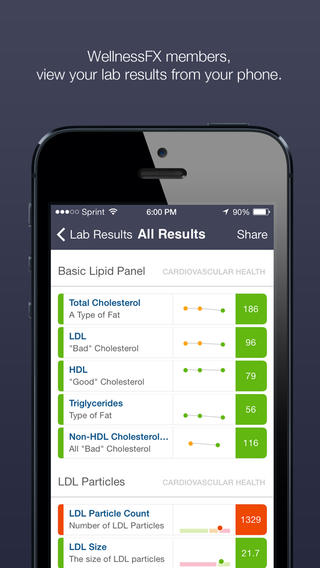 WellnessFX members,
view your lab results from your phone.
Sprint 6:00 PM 90%
Lab Results All Results Share
Basic Lipid Panel CARDIOVASCULAR HEALTH
Total Cholesterol
A Type of Fat
186
LDL
"Bad" Cholesterol
96
HDL
"Good" Cholesterol
79
Triglycerides
Type of Fat
56
Non-HDL Cholesterol...
All "Bad" Cholesterol
116
LDL Particles CARDIOVASCULAR HEALTH
LDL Particle Count
Number of LDL Particles
1329
LDL Size
The size of LDL particles
21.7